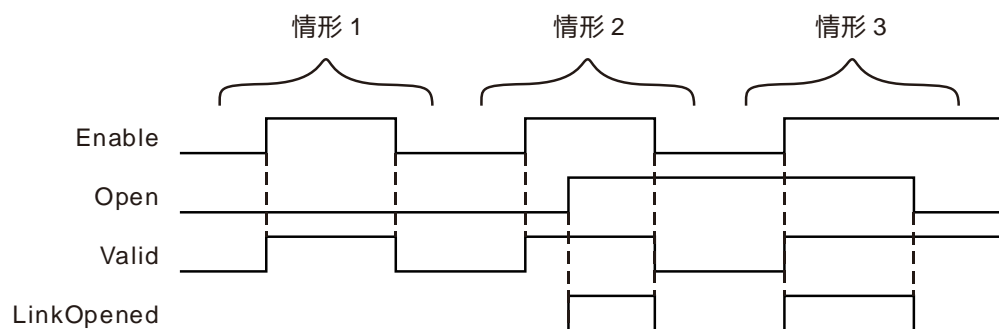 情形 1 情形 2 情形 3
Enable
Open
Valid
LinkOpened